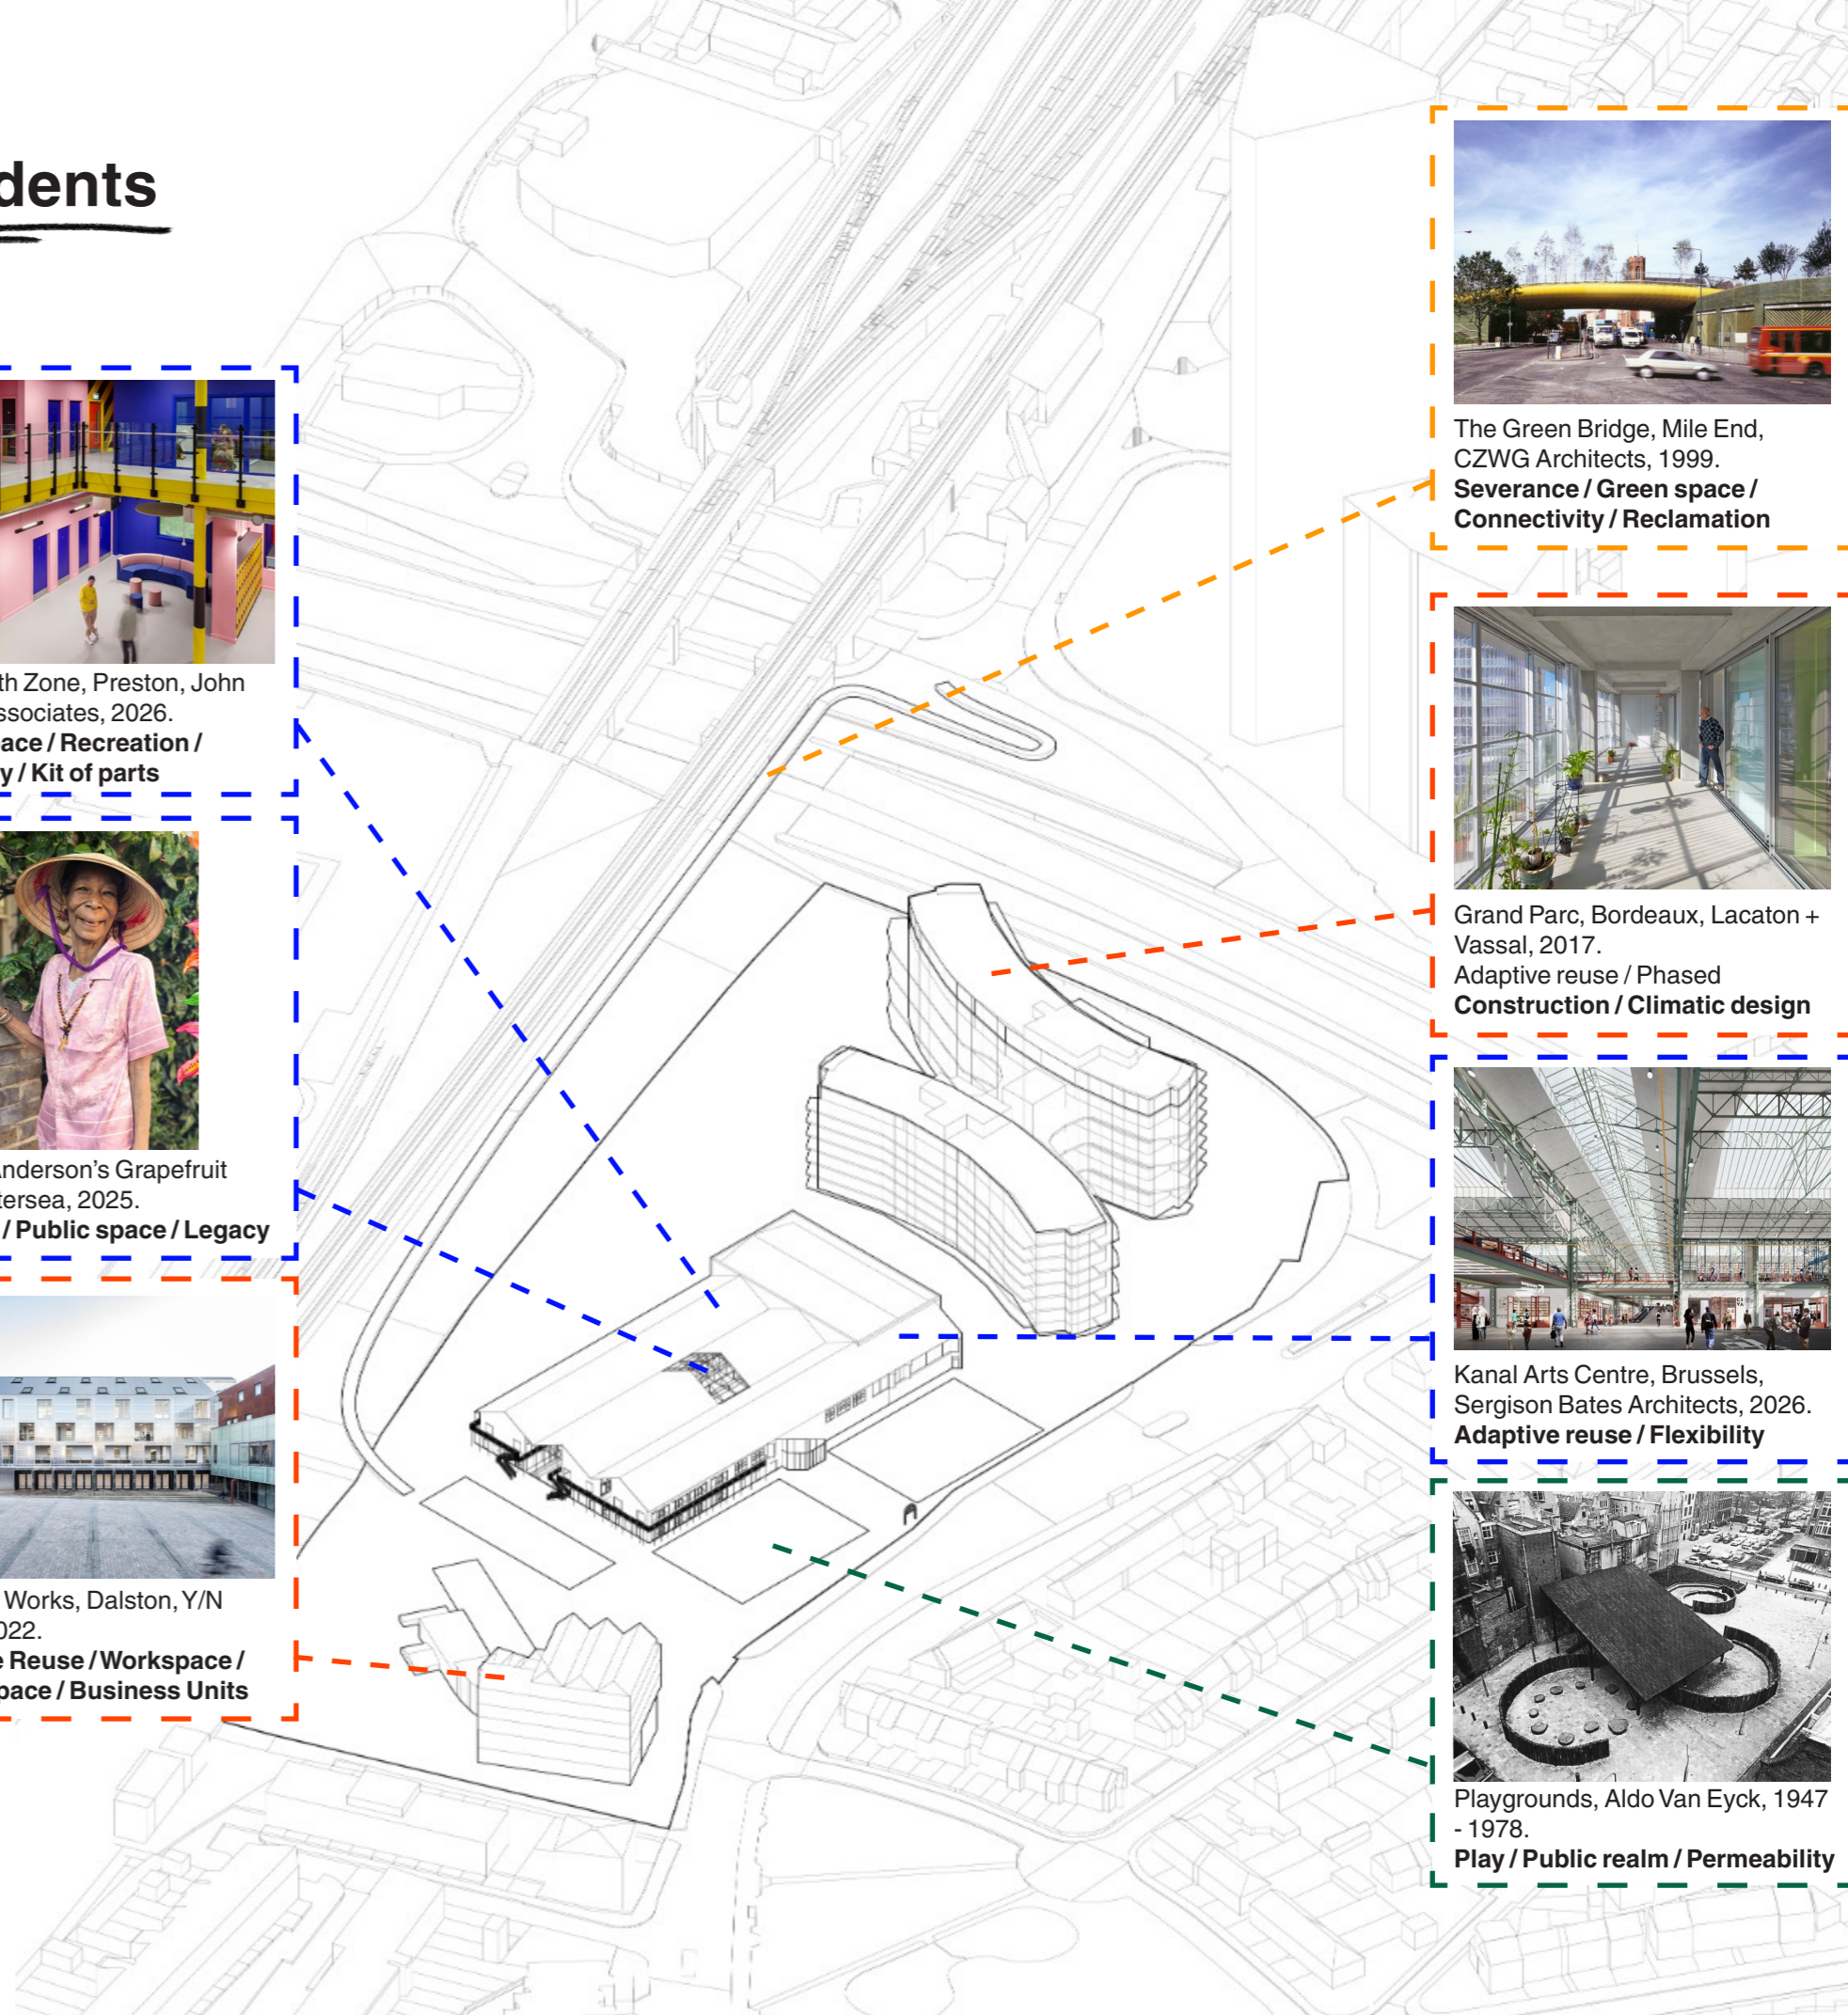 dents
th Zone, Preston, John
ssociates, 2026.
ace / Recreation /
y / Kit of parts
Anderson's Grapefruit
tersea, 2025.
/ Public space / Legacy
Works, Dalston, Y/N
022.
e Reuse / Workspace /
pace / Business Units
The Green Bridge, Mile End,
CZWG Architects, 1999.
Severance / Green space /
Connectivity / Reclamation
Grand Parc, Bordeaux, Lacaton +
Vassal, 2017.
Adaptive reuse / Phased
Construction / Climatic design
Kanal Arts Centre, Brussels,
Sergison Bates Architects, 2026.
Adaptive reuse / Flexibility
Playgrounds, Aldo Van Eyck, 1947
- 1978.
Play / Public realm / Permeability